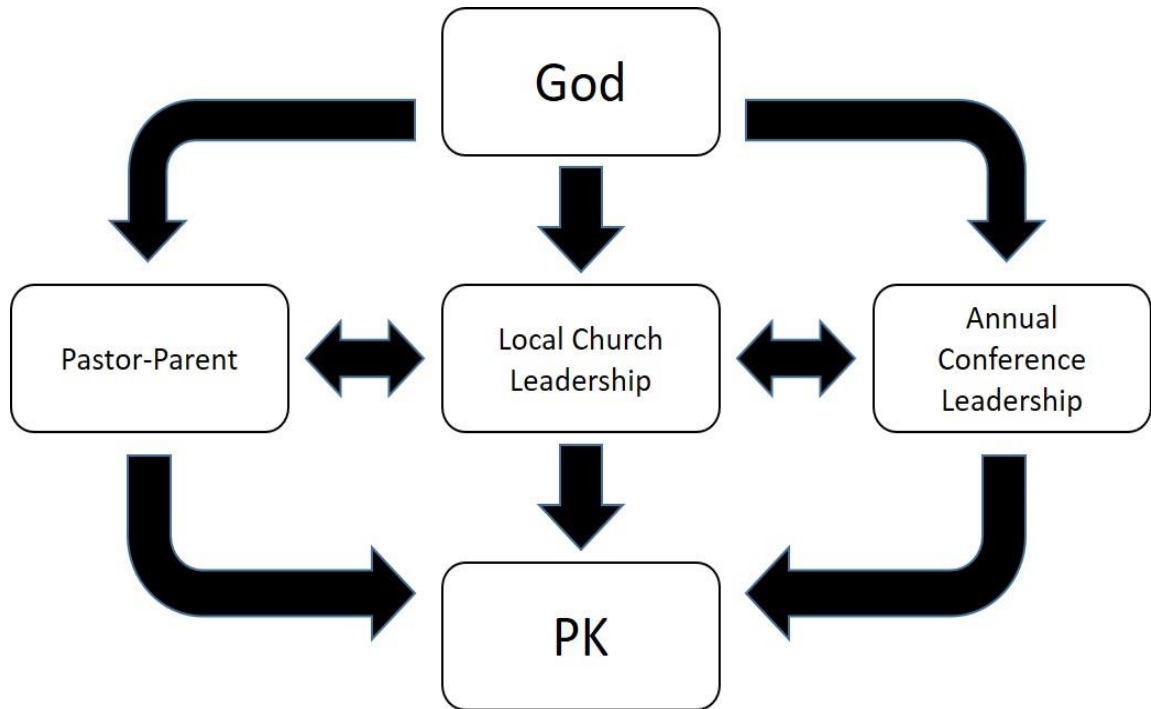 God
Pastor-Parent
Local Church
Leadership
Annual
Conference
Leadership
PK